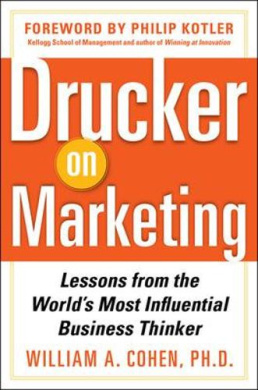 FOREWORD BY PHILIP KOTLER
Kellogg School of Management and author of Winning at Innovation
Drucker
on
Marketing
Lessons from the
World's Most Influential
Business Thinker
WILLIAM A. COHEN, PH.D.